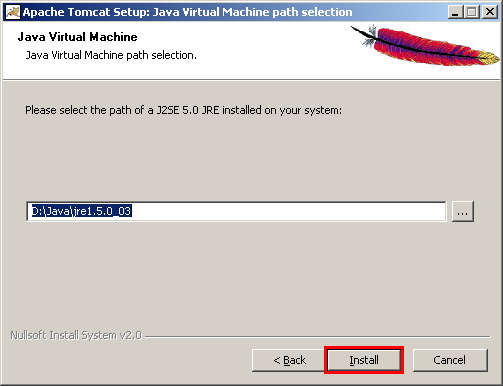 Apache Tomcat Setup: Java Virtual Machine path selection
Java Virtual Machine
Java Virtual Machine path selection.
Please select the path of a J2SE 5.0 JRE installed on your system:
D:\Java\jre1.5.0_03
...
Nullsoft Install System v2.0
< Back Install Cancel